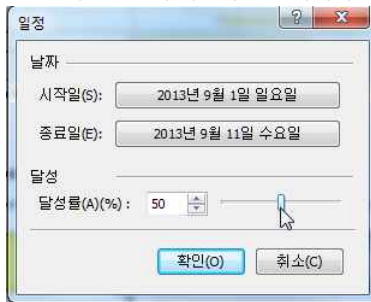 일정
날짜
시작일(S): 2013년 9월 1일 일요일
종료일(E): 2013년 9월 11일 수요일
달성
달성률(A)(%) : 50
확인(O) 취소(C)